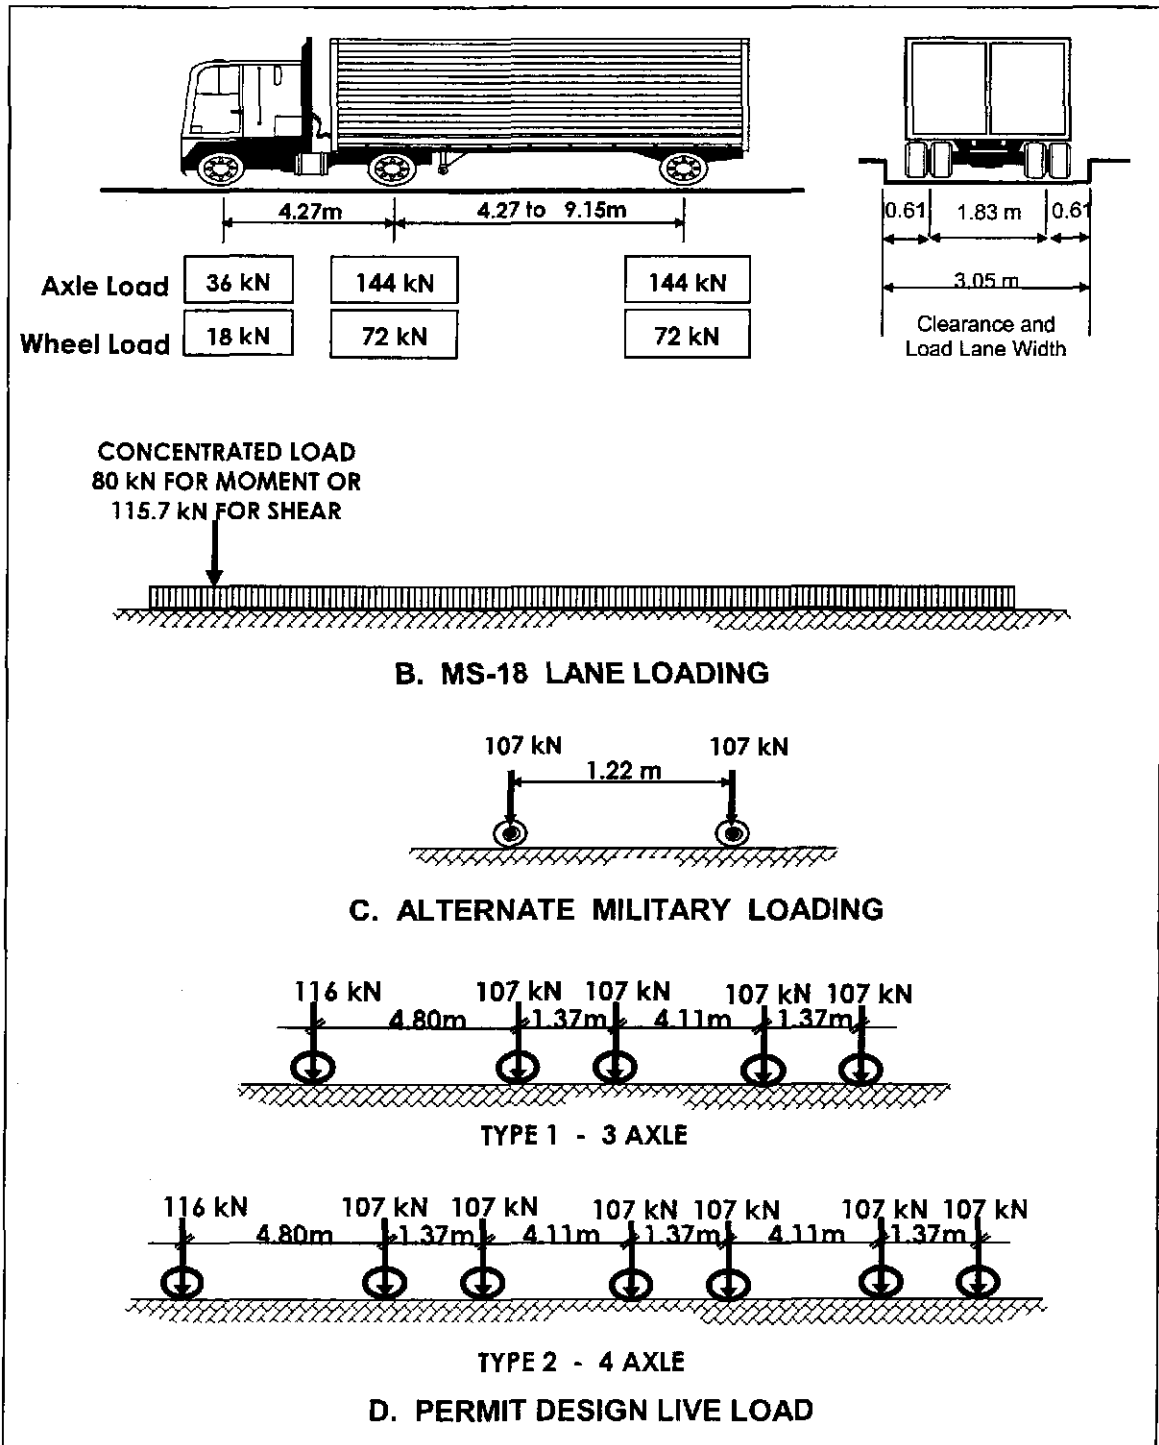 4.27m 4.27 to 9.15m
0.61 1.83 m 0.61
3.05 m
Clearance and
Load Lane Width
Axle Load 36 kN 144 kN 144 kN
Wheel Load 18 kN 72 kN 72 kN
CONCENTRATED LOAD
80 kN FOR MOMENT OR
115.7 kN FOR SHEAR
B. MS-18 LANE LOADING
107 kN 107 kN
1.22 m
C. ALTERNATE MILITARY LOADING
116 kN 107 kN 107 kN 107 kN 107 kN
4.80m 1.37m 4.11m 1.37m
TYPE 1 - 3 AXLE
116 kN 107 kN 107 kN 107 kN 107 kN 107 kN 107 kN
4.80m 1.37m 4.11m 1.37m 4.11m 1.37m
TYPE 2 - 4 AXLE
D. PERMIT DESIGN LIVE LOAD